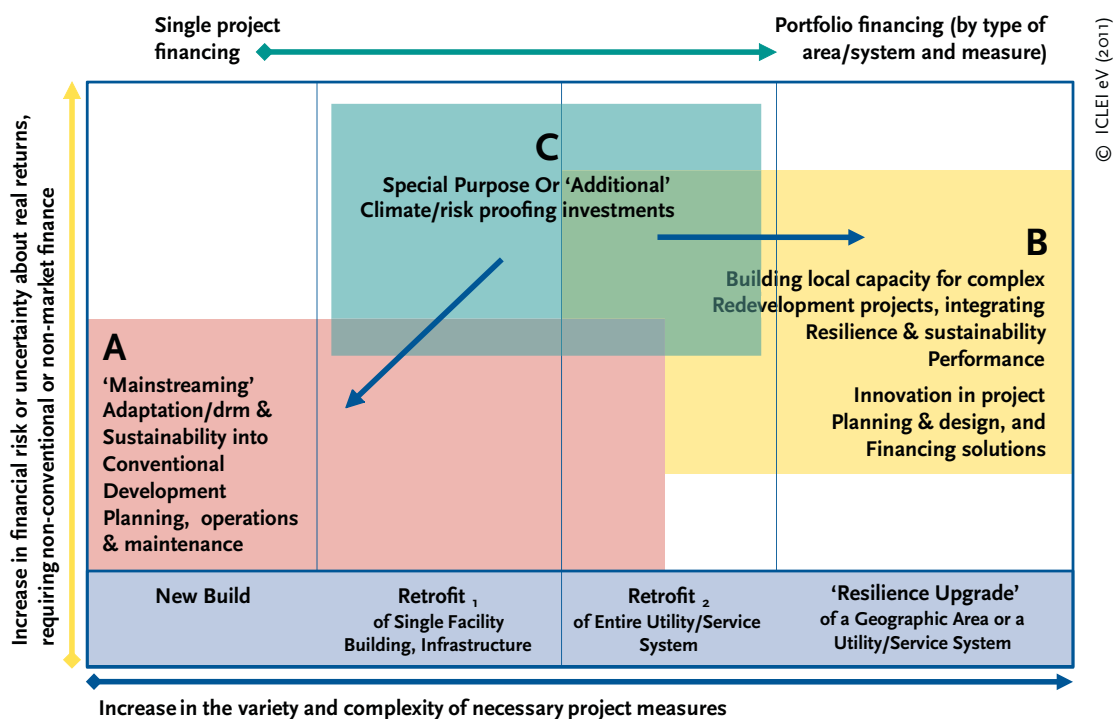 Single project
financing
Portfolio financing (by type of
area/system and measure)
© ICLEI eV (2011)
Increase in financial risk or uncertainty about real returns,
requiring non-conventional or non-market finance
C
Special Purpose Or ‘Additional’
Climate/risk proofing investments
B
Building local capacity for complex
Redevelopment projects, integrating
Resilience & sustainability
Performance
Innovation in project
Planning & design, and
Financing solutions
A
‘Mainstreaming’
Adaptation/drm &
Sustainability into
Conventional
Development
Planning, operations
& maintenance
New Build
Retrofit 1
of Single Facility
Building, Infrastructure
Retrofit 2
of Entire Utility/Service
System
‘Resilience Upgrade’
of a Geographic Area or a
Utility/Service System
Increase in the variety and complexity of necessary project measures